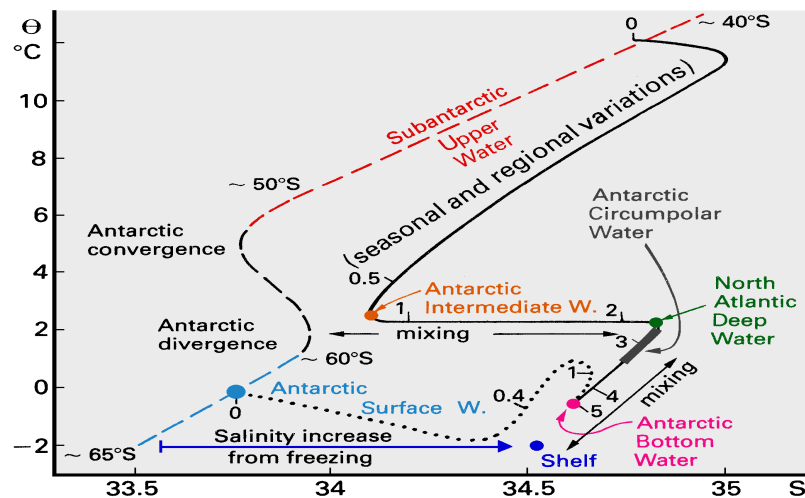 Θ
°C
10
8
6
4
2
0
−2
33.5
34
34.5
35
S
0
~ 40°S
Subantarctic
Upper
Water
(seasonal and regional variations)
~ 50°S
Antarctic
convergence
Antarctic
Circumpolar
Water
0.5
Antarctic
Intermediate W.
1
2
North
Atlantic
Deep
Water
Antarctic
divergence
mixing
3
~ 60°S
Antarctic
Surface W.
0
0.4
1
4
5
mixing
Antarctic
Bottom
Water
Salinity increase
from freezing
~ 65°S
Shelf